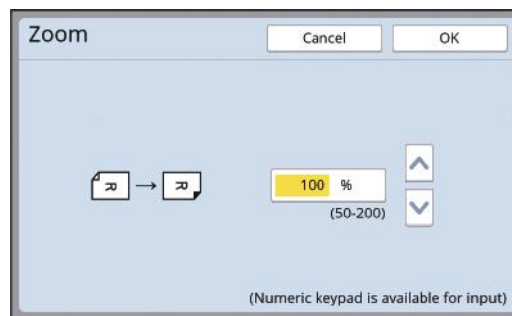 Zoom
Cancel
OK
R → R
100 %
(50-200)
(Numeric keypad is available for input)